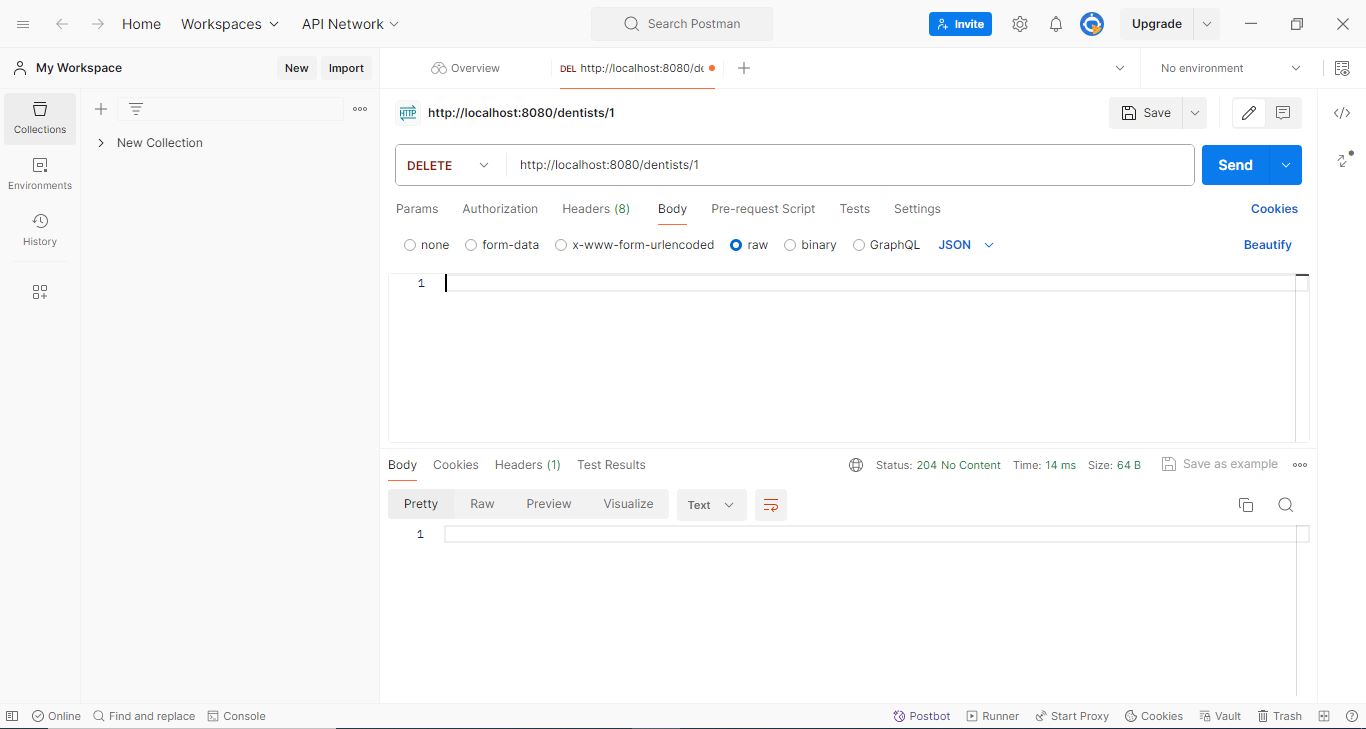 Home Workspaces API Network Search Postman Invite Upgrade
My Workspace New Import Overview DEL http://localhost:8080/de No environment
Collections
Environments
History
New Collection
HTTP http://localhost:8080/dentists/1 Save
DELETE http://localhost:8080/dentists/1 Send
Params Authorization Headers (8) Body Pre-request Script Tests Settings Cookies
none form-data x-www-form-urlencoded raw binary GraphQL JSON Beautify
1
Body Cookies Headers (1) Test Results Status: 204 No Content Time: 14 ms Size: 64 B Save as example
Pretty Raw Preview Visualize Text
1
Online Find and replace Console Postbot Runner Start Proxy Cookies Vault Trash